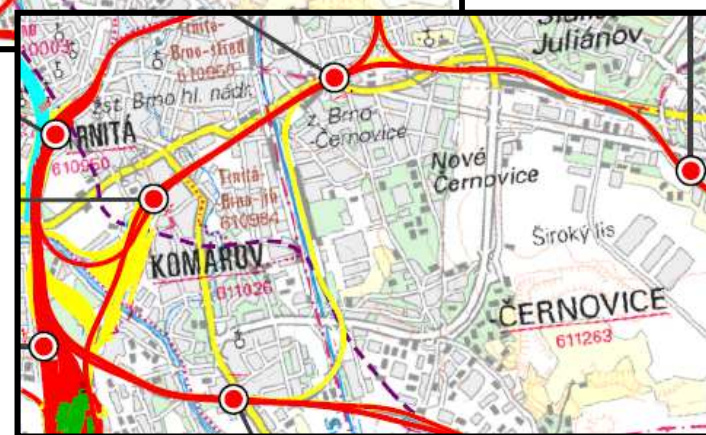 10003
Trnitá-
Brno-střed
610950
Juliánov
žst. Brno hl. nádr.
RNITÁ
610950
z. Brno-
-Černovice
Nové
Černovice
Trnitá-
Brno-jih
610984
Široký lis
KOMÁROV
611026
ČERNOVICE
611263